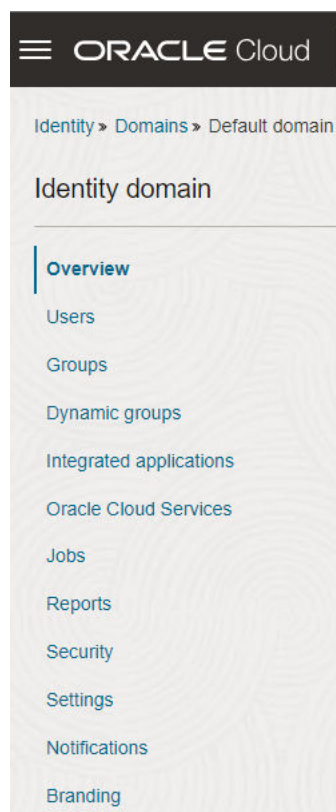 ORACLE Cloud
Identity » Domains » Default domain
Identity domain
Overview
Users
Groups
Dynamic groups
Integrated applications
Oracle Cloud Services
Jobs
Reports
Security
Settings
Notifications
Branding